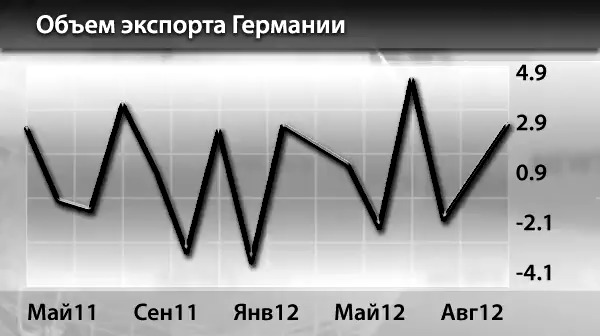 Объем экспорта Германии
4.9
2.9
0.9
-2.1
-4.1
Май11 Сен11 Янв12 Май12 Авг12